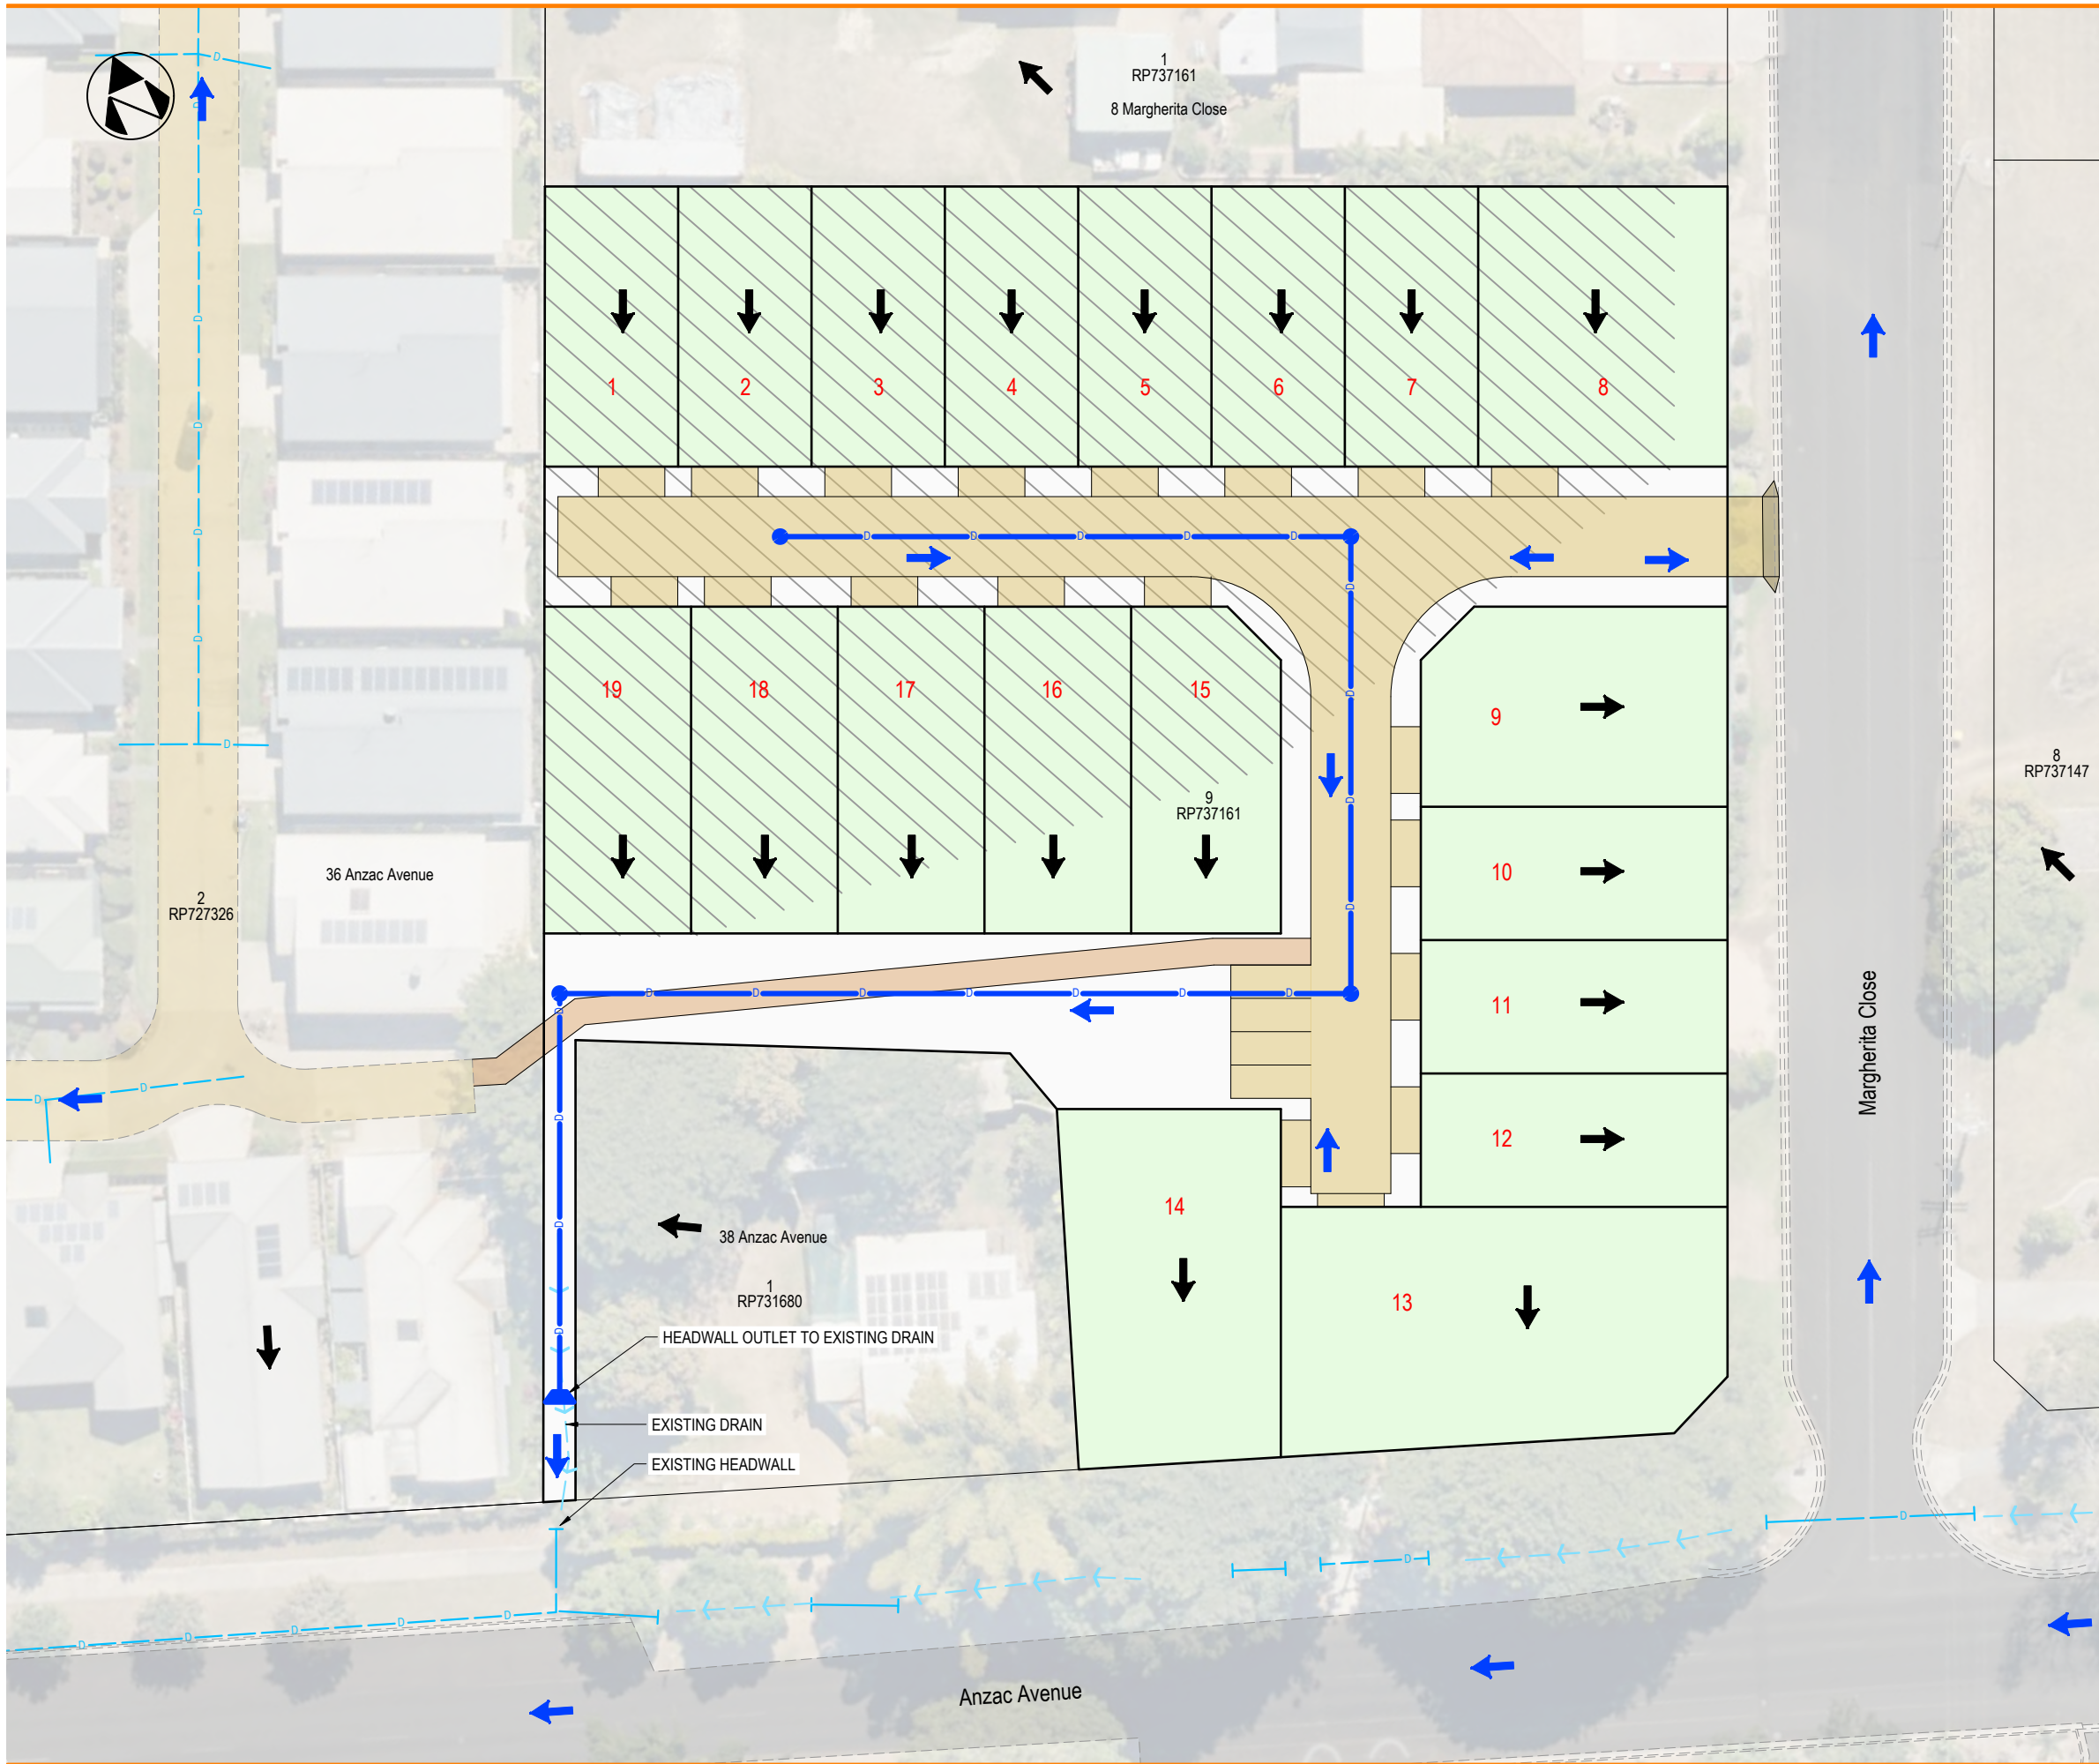 1
RP737161
8 Margherita Close
1
2
3
4
5
6
7
8
D D D D D
19
18
17
16
15
9
9
RP737161
8
RP737147
10
36 Anzac Avenue
2
RP727326
11
Margherita Close
12
14
38 Anzac Avenue
1
RP731680
13
HEADWALL OUTLET TO EXISTING DRAIN
EXISTING DRAIN
EXISTING HEADWALL
Anzac Avenue